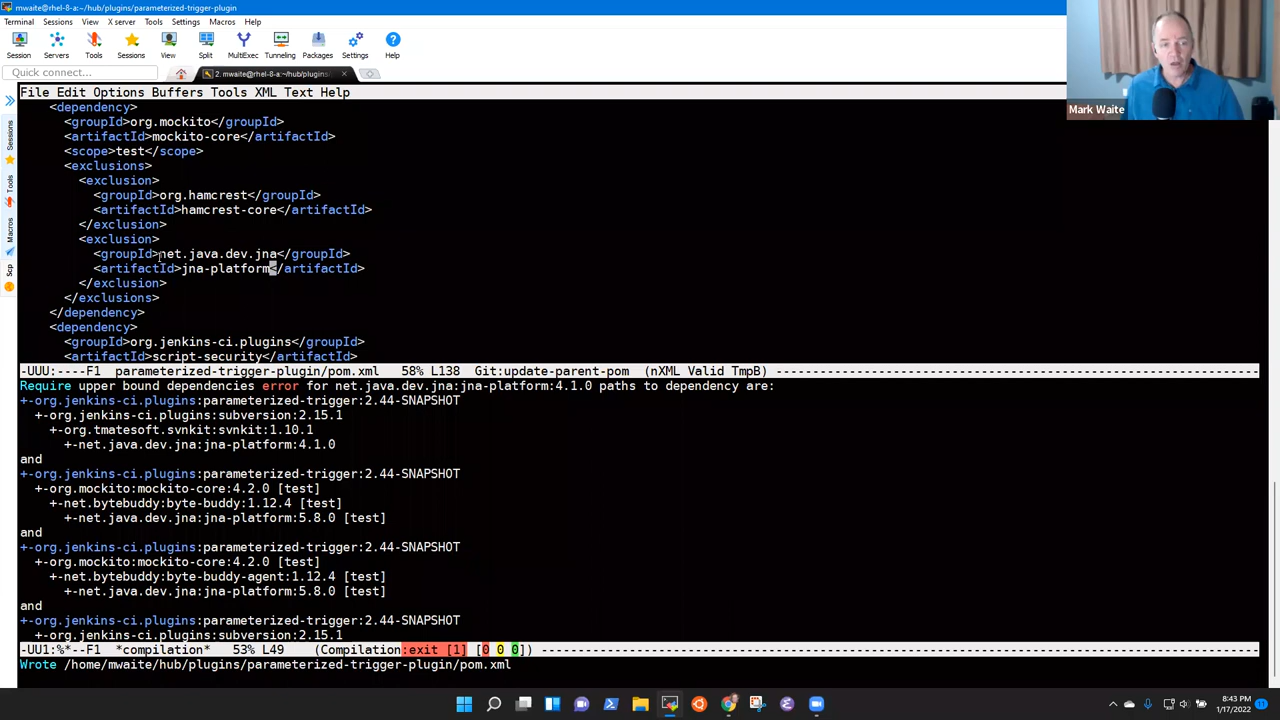 mwaite@rhel-8-a:~/hub/plugins/parameterized-trigger-plugin
Terminal Sessions View X server Tools Settings Macros Help
Session Servers Tools Sessions View Split MultiExec Tunneling Packages Settings Help
Quick connect...
2. mwaite@rhel-8-a:~/hub/plugins/
Mark Waite
Sessions
Tools
Macros
Scp
File Edit Options Buffers Tools XML Text Help
<dependency>
<groupId>org.mockito</groupId>
<artifactId>mockito-core</artifactId>
<scope>test</scope>
<exclusions>
<exclusion>
<groupId>org.hamcrest</groupId>
<artifactId>hamcrest-core</artifactId>
</exclusion>
<exclusion>
<groupId>net.java.dev.jna</groupId>
<artifactId>jna-platform</artifactId>
</exclusion>
</exclusions>
</dependency>
<dependency>
<groupId>org.jenkins-ci.plugins</groupId>
<artifactId>script-security</artifactId>
-UUU:----F1 parameterized-trigger-plugin/pom.xml 58% L138 Git:update-parent-pom (nXML Valid TmpB)
Require upper bound dependencies error for net.java.dev.jna:jna-platform:4.1.0 paths to dependency are:
+-org.jenkins-ci.plugins:parameterized-trigger:2.44-SNAPSHOT
+-org.jenkins-ci.plugins:subversion:2.15.1
+-org.tmatesoft.svnkit:svnkit:1.10.1
+-net.java.dev.jna:jna-platform:4.1.0
and
+-org.jenkins-ci.plugins:parameterized-trigger:2.44-SNAPSHOT
+-org.mockito:mockito-core:4.2.0 [test]
+-net.bytebuddy:byte-buddy:1.12.4 [test]
+-net.java.dev.jna:jna-platform:5.8.0 [test]
and
+-org.jenkins-ci.plugins:parameterized-trigger:2.44-SNAPSHOT
+-org.mockito:mockito-core:4.2.0 [test]
+-net.bytebuddy:byte-buddy-agent:1.12.4 [test]
+-net.java.dev.jna:jna-platform:5.8.0 [test]
and
+-org.jenkins-ci.plugins:parameterized-trigger:2.44-SNAPSHOT
+-org.jenkins-ci.plugins:subversion:2.15.1
-UU1:%*--F1 *compilation* 53% L49 (Compilation:exit [1] [0 0 0])
Wrote /home/mwaite/hub/plugins/parameterized-trigger-plugin/pom.xml
8:43 PM
1/17/2022